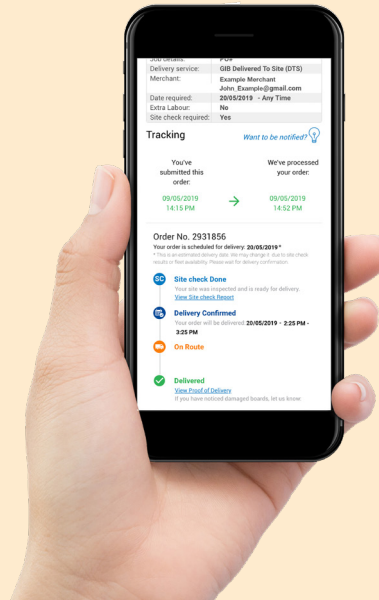 Job details: PO#
Delivery service: GIB Delivered To Site (DTS)
Merchant: Example Merchant
John_Example@gmail.com
Date required: 20/05/2019 - Any Time
Extra Labour: No
Site check required: Yes
Tracking Want to be notified?
You've We've processed
submitted this your order:
order:
09/05/2019 09/05/2019
14:15 PM 14:52 PM
Order No. 2931856
Your order is scheduled for delivery: 20/05/2019 *
* This is an estimated delivery date. We may change it due to site check
results or fleet availability. Please wait for delivery confirmation.
SC Site check Done
Your site was inspected and is ready for delivery.
View Site check Report
Delivery Confirmed
Your order will be delivered 20/05/2019 - 2:25 PM -
3:25 PM
On Route
Delivered
View Proof of Delivery
If you have noticed damaged boards, let us know.